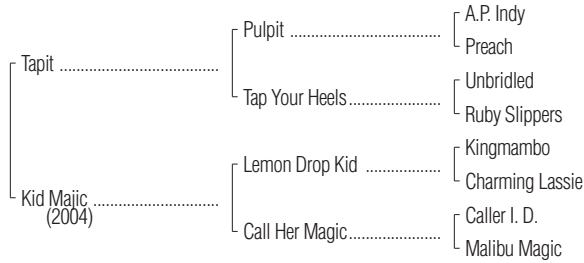 A.P. Indy
Pulpit ........................................
Preach
Tapit ..........................................
Unbridled
Tap Your Heels........................
Ruby Slippers
Kingmambo
Lemon Drop Kid ....................
Charming Lassie
Kid Majic ..................................
(2004)
Caller I. D.
Call Her Magic........................
Malibu Magic